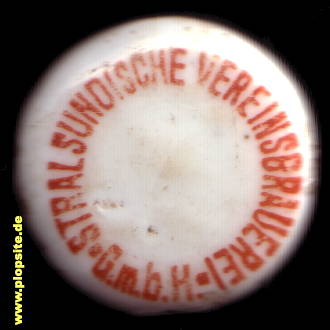 STRALSUNDISCHE VEREINSBRAUEREI
G.m.b.H.
www.plopsite.de